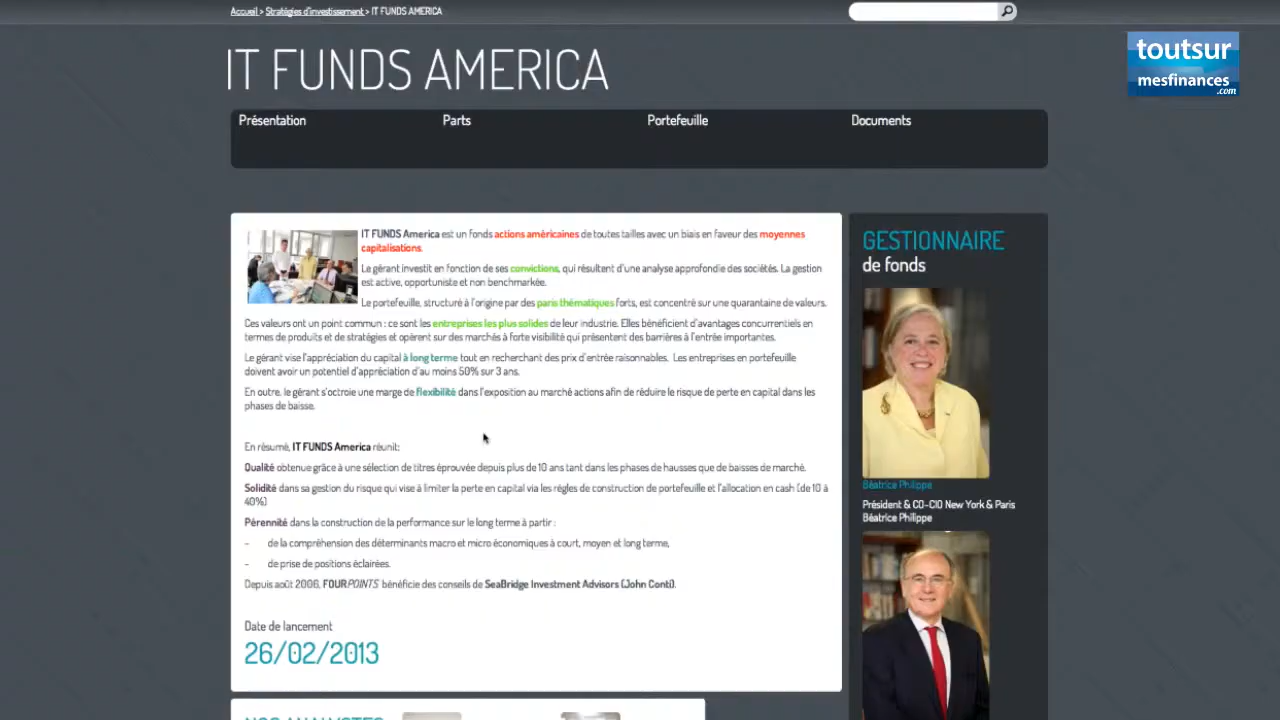 Accueil > Stratégies d'investissement > IT FUNDS AMERICA
toutsur
mesfinances
.com
IT FUNDS AMERICA
Présentation
Parts
Portefeuille
Documents
IT FUNDS America est un fonds actions américaines de toutes tailles avec un biais en faveur des moyennes
capitalisations.
Le gérant investit en fonction de ses convictions, qui résultent d'une analyse approfondie des sociétés. La gestion
est active, opportuniste et non benchmarkée.
Le portefeuille, structuré à l'origine par des paris thématiques forts, est concentré sur une quarantaine de valeurs.
Ces valeurs ont un point commun : ce sont les entreprises les plus solides de leur industrie. Elles bénéficient d'avantages concurrentiels en
termes de produits et de stratégies et opèrent sur des marchés à forte visibilité qui présentent des barrières à l'entrée importantes.
Le gérant vise l'appréciation du capital à long terme tout en recherchant des prix d'entrée raisonnables. Les entreprises en portefeuille
doivent avoir un potentiel d'appréciation d'au moins 50% sur 3 ans.
En outre, le gérant s'octroie une marge de flexibilité dans l'exposition au marché actions afin de réduire le risque de perte en capital dans les
phases de baisse.
En résumé, IT FUNDS America réunit:
Qualité obtenue grâce à une sélection de titres éprouvée depuis plus de 10 ans tant dans les phases de hausses que de baisses de marché.
Solidité dans sa gestion du risque qui vise à limiter la perte en capital via les règles de construction de portefeuille et l'allocation en cash (de 10 à
40%)
Pérennité dans la construction de la performance sur le long terme à partir :
- de la compréhension des déterminants macro et micro économiques à court, moyen et long terme,
- de prise de positions éclairées.
Depuis août 2006, FOURPOINTS bénéficie des conseils de SeaBridge Investment Advisors (John Conti).
Date de lancement
26/02/2013
NOS ANALYSTES
GESTIONNAIRE
de fonds
Béatrice Philippe
Président & CO-CIO New York & Paris
Béatrice Philippe